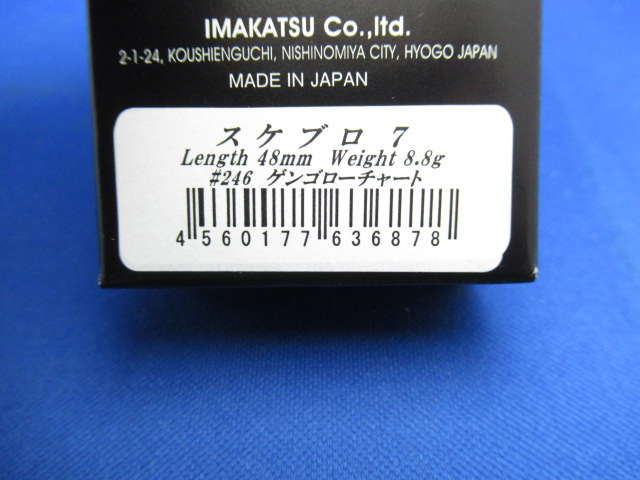 IMAKATSU Co.,ltd.
2-1-24, KOUSHIENGUCHI, NISHINOMIYA CITY, HYOGO JAPAN
MADE IN JAPAN
スケブロ 7
Length 48mm Weight 8.8g
#246 ゲンゴローチャート
4 560177 636878